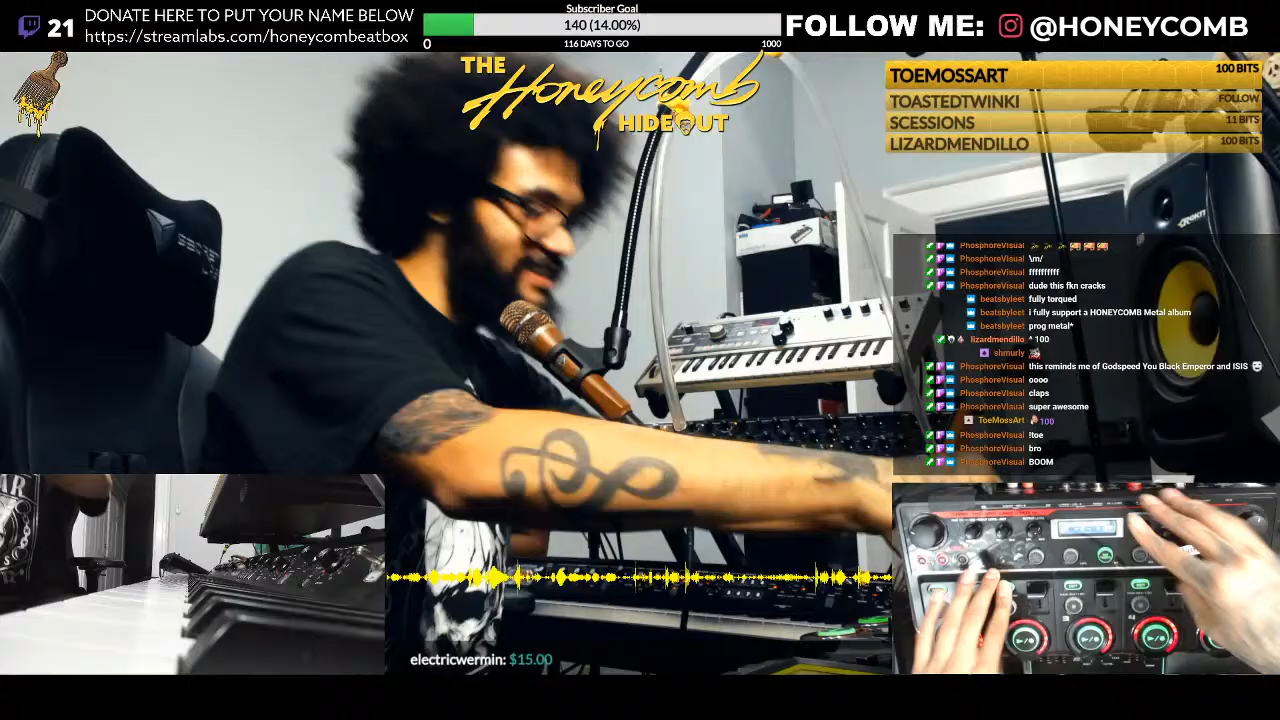 21
DONATE HERE TO PUT YOUR NAME BELOW
https://streamlabs.com/honeycombeatbox
Subscriber Goal
140 (14.00%)
0
116 DAYS TO GO
1000
FOLLOW ME: @HONEYCOMB
THE
Honeycomb
HIDEOUT
TOEMOSSART 100 BITS
TOASTEDTWINKI FOLLOW
SCESSIONS 11 BITS
LIZARDMENDILLO 100 BITS
ROKIT
PhosphoreVisual
PhosphoreVisual \m/
PhosphoreVisual ffffffffff
PhosphoreVisual dude this fkn cracks
beatsbyleet fully torqued
beatsbyleet i fully support a HONEYCOMB Metal album
beatsbyleet prog metal*
lizardmendillo ^ 100
shmurly
PhosphoreVisual this reminds me of Godspeed You Black Emperor and ISIS
PhosphoreVisual oooo
PhosphoreVisual claps
PhosphoreVisual super awesome
ToeMossArt 100
PhosphoreVisual !toe
PhosphoreVisual bro
PhosphoreVisual BOOM
electricwermin: $15.00